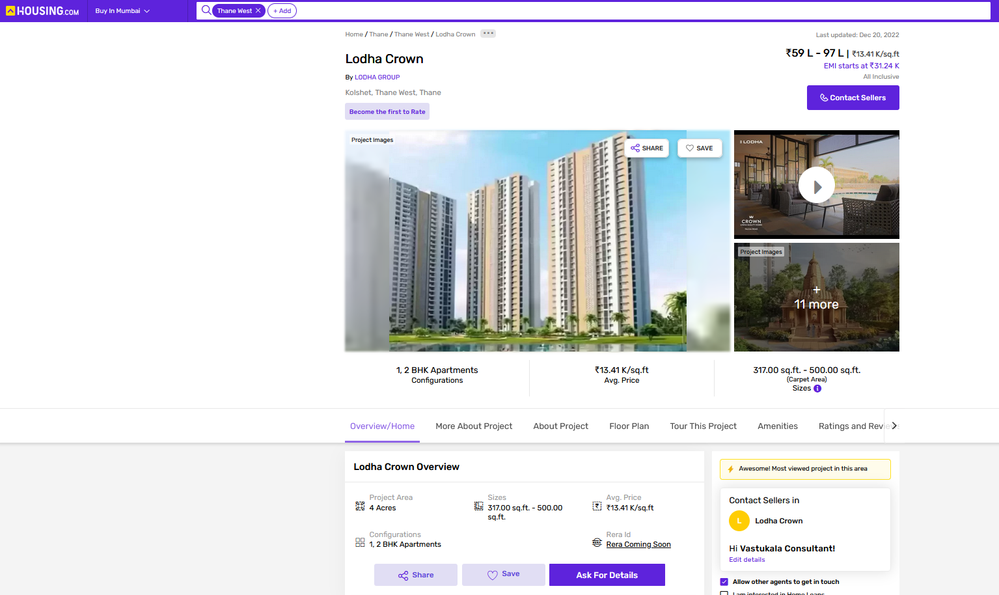 HOUSING.COM
Buy In Mumbai
Thane West
+ Add
Home / Thane / Thane West / Lodha Crown
Last updated: Dec 20, 2022
Lodha Crown
₹59 L - 97 L | ₹13.41 K/sq.ft
EMI starts at ₹31.24 K
By LODHA GROUP
All Inclusive
Kolshet, Thane West, Thane
Contact Sellers
Become the first to Rate
Project Images
SHARE
SAVE
LODHA
CROWN
Project Images
+
11 more
1, 2 BHK Apartments
Configurations
₹13.41 K/sq.ft
Avg. Price
317.00 sq.ft. - 500.00 sq.ft.
(Carpet Area)
Sizes
Overview/Home
More About Project
About Project
Floor Plan
Tour This Project
Amenities
Ratings and Reviews
Lodha Crown Overview
Project Area
4 Acres
Sizes
317.00 sq.ft. - 500.00
sq.ft.
Avg. Price
₹13.41 K/sq.ft
Configurations
1, 2 BHK Apartments
Rera Id
Rera Coming Soon
Share
Save
Ask For Details
Awesome! Most viewed project in this area
Contact Sellers in
L
Lodha Crown
Hi Vastukala Consultant!
Edit details
Allow other agents to get in touch
I am interested in Home Loans